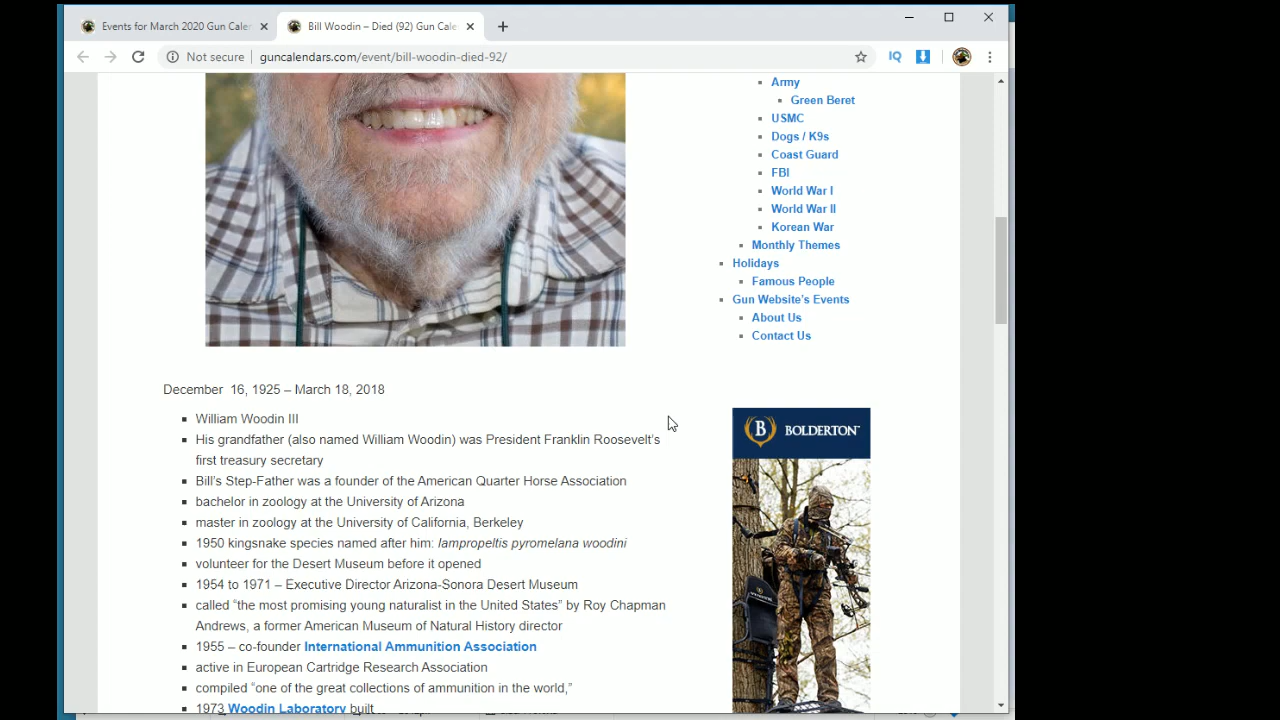 Events for March 2020 Gun Cale
Bill Woodin – Died (92) Gun Cale
Not secure
guncalendars.com/event/bill-woodin-died-92/
IQ
Army
Green Beret
USMC
Dogs / K9s
Coast Guard
FBI
World War I
World War II
Korean War
Monthly Themes
Holidays
Famous People
Gun Website's Events
About Us
Contact Us
December 16, 1925 – March 18, 2018
William Woodin III
His grandfather (also named William Woodin) was President Franklin Roosevelt's
first treasury secretary
Bill's Step-Father was a founder of the American Quarter Horse Association
bachelor in zoology at the University of Arizona
master in zoology at the University of California, Berkeley
1950 kingsnake species named after him: lampropeltis pyromelana woodini
volunteer for the Desert Museum before it opened
1954 to 1971 – Executive Director Arizona-Sonora Desert Museum
called “the most promising young naturalist in the United States” by Roy Chapman
Andrews, a former American Museum of Natural History director
1955 – co-founder International Ammunition Association
active in European Cartridge Research Association
compiled “one of the great collections of ammunition in the world,”
1973 Woodin Laboratory built
B BOLDERTON